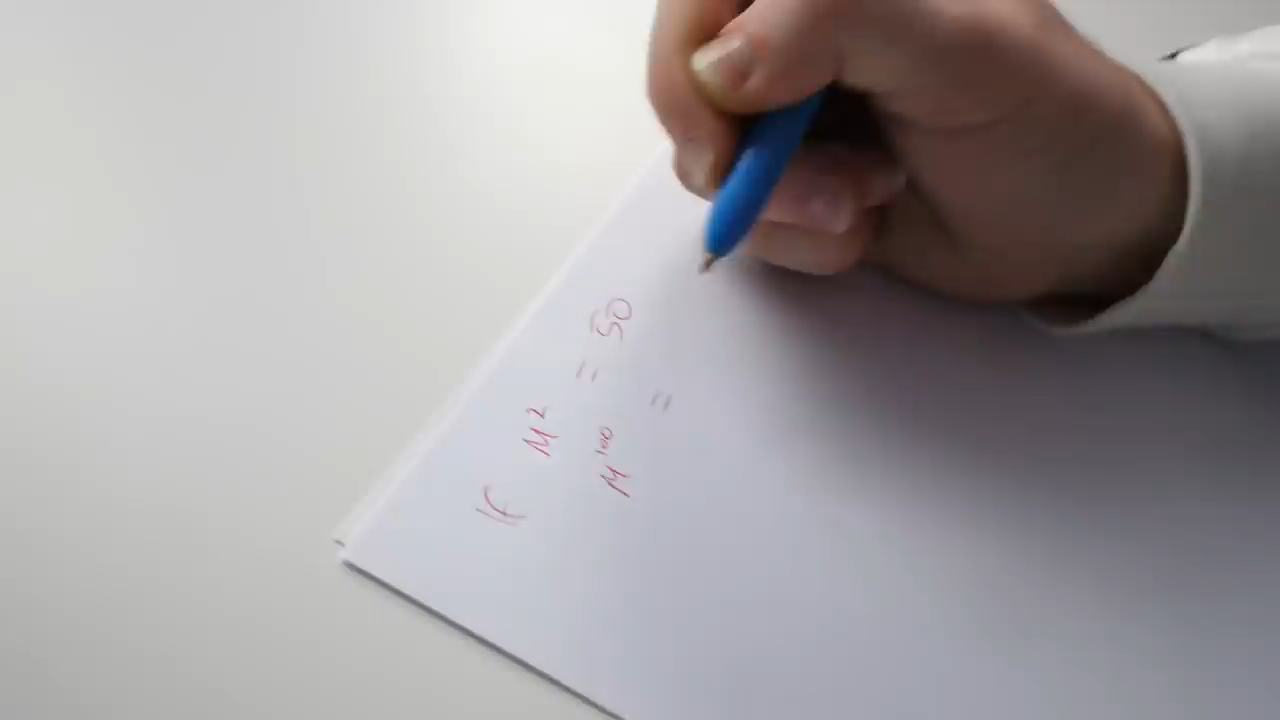 If M² = 50
M¹⁰⁰ =